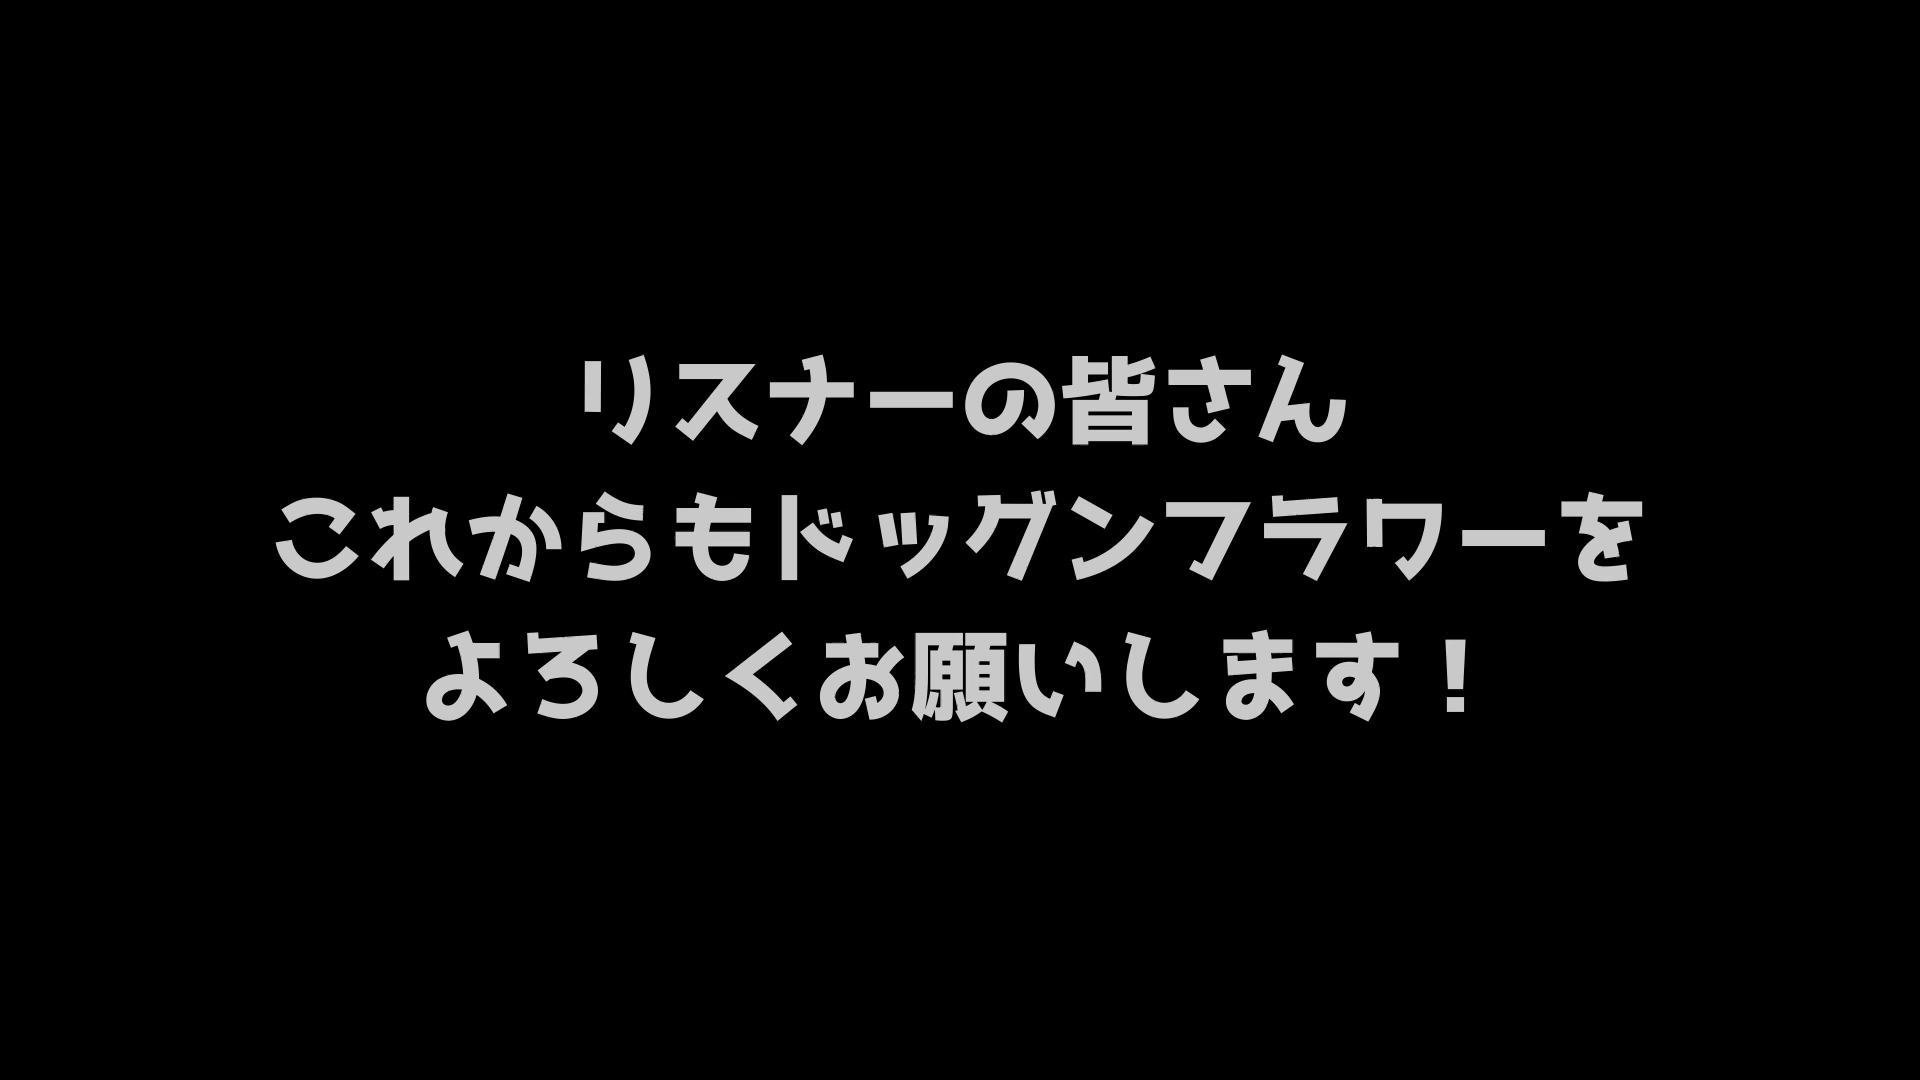 リスナーの皆さん
これからもドッグンフラワーを
よろしくお願いします！